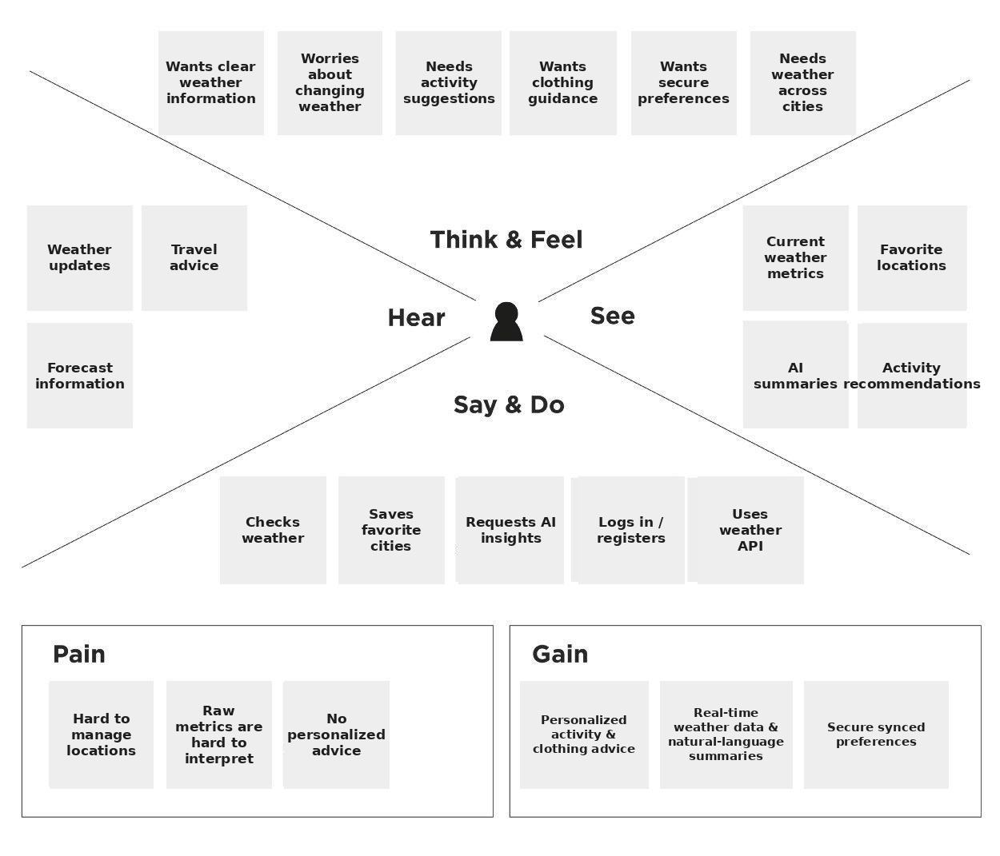 Wants clear
weather
information
Worries
about
changing
weather
Needs
activity
suggestions
Wants
clothing
guidance
Wants
secure
preferences
Needs
weather
across
cities
Think & Feel
Weather
updates
Travel
advice
Forecast
information
Hear
See
Current
weather
metrics
Favorite
locations
AI
summaries
Activity
recommendations
Say & Do
Checks
weather
Saves
favorite
cities
Requests AI
insights
Logs in /
registers
Uses
weather
API
Pain
Hard to
manage
locations
Raw
metrics are
hard to
interpret
No
personalized
advice
Gain
Personalized
activity &
clothing advice
Real-time
weather data &
natural-language
summaries
Secure synced
preferences